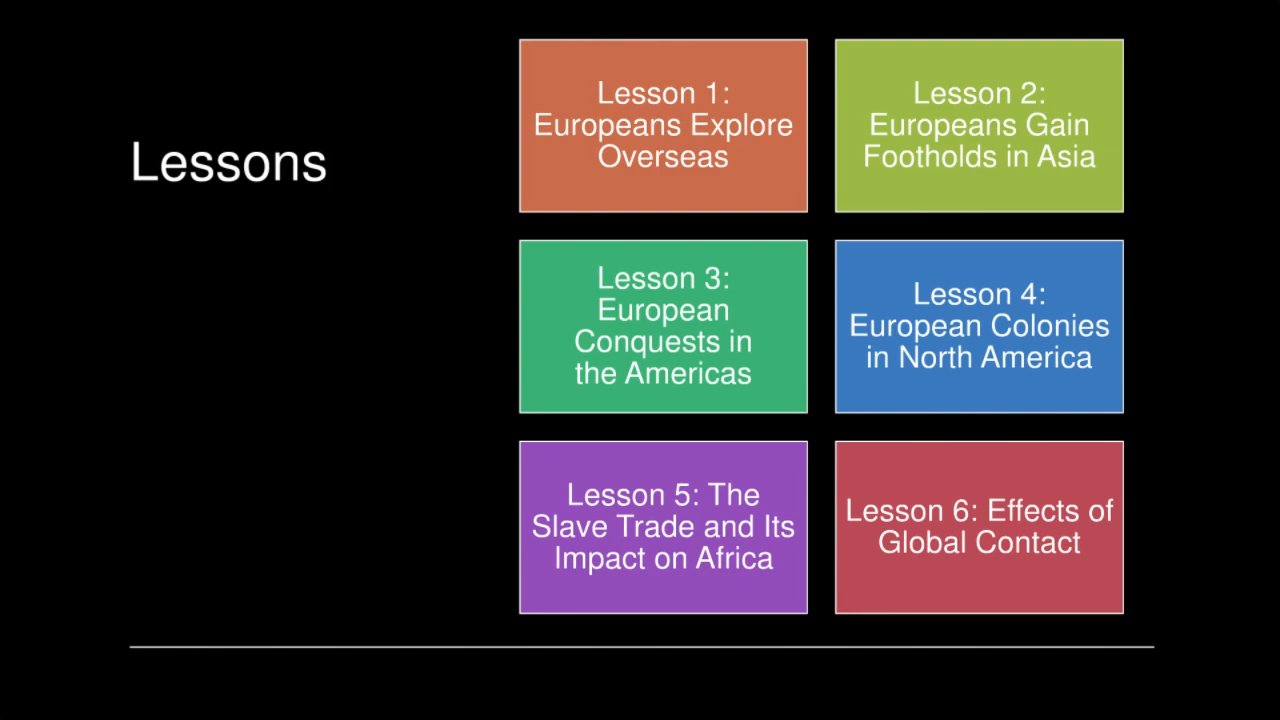 Lessons
Lesson 1:
Europeans Explore
Overseas
Lesson 2:
Europeans Gain
Footholds in Asia
Lesson 3:
European
Conquests in
the Americas
Lesson 4:
European Colonies
in North America
Lesson 5: The
Slave Trade and Its
Impact on Africa
Lesson 6: Effects of
Global Contact